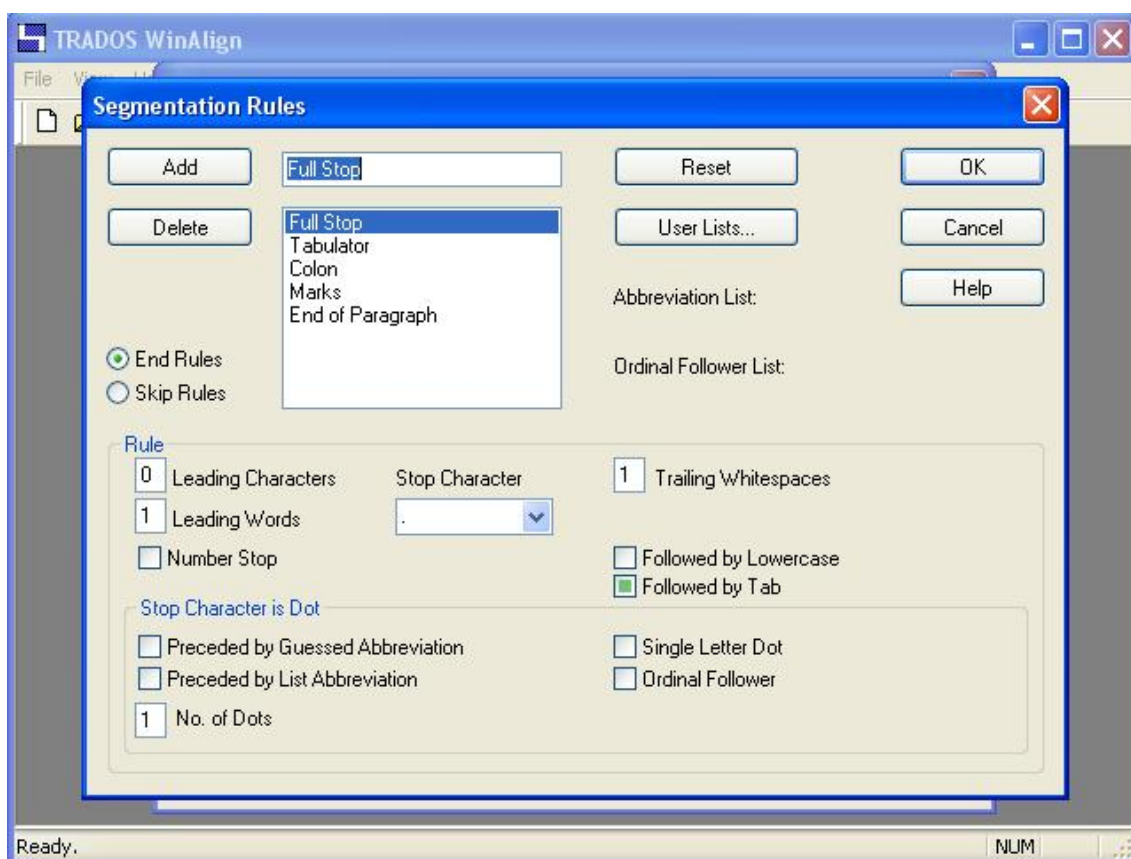 TRADOS WinAlign
File
Segmentation Rules
Add
Full Stop
Reset
OK
Delete
Full Stop
Tabulator
Colon
Marks
End of Paragraph
User Lists...
Cancel
Abbreviation List:
Help
End Rules
Skip Rules
Ordinal Follower List:
Rule
0 Leading Characters
Stop Character
1 Trailing Whitespaces
1 Leading Words
.
Number Stop
Followed by Lowercase
Followed by Tab
Stop Character is Dot
Preceded by Guessed Abbreviation
Single Letter Dot
Preceded by List Abbreviation
Ordinal Follower
1 No. of Dots
Ready.
NUM